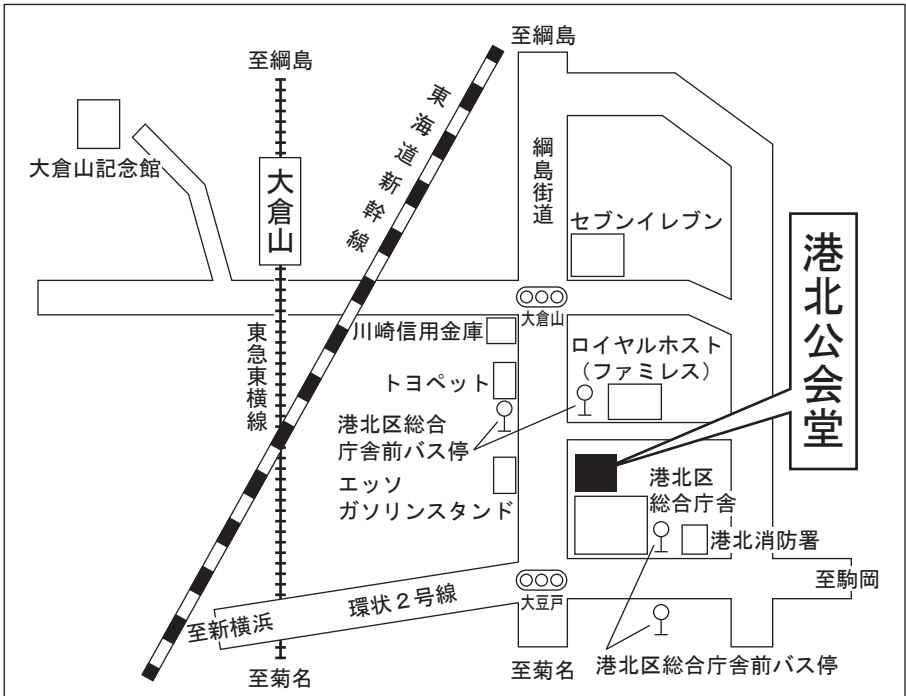 至綱島
至綱島
東海道新幹線
大倉山記念館
大倉山
綱島街道
セブンイレブン
港北公会堂
大倉山
川崎信用金庫
東急東横線
ロイヤルホスト
（ファミレス）
トヨペット
港北区総合
庁舎前バス停
エッソ
ガソリンスタンド
港北区
総合庁舎
港北消防署
至駒岡
大豆戸
環状２号線
至新横浜
至菊名
至菊名
港北区総合庁舎前バス停